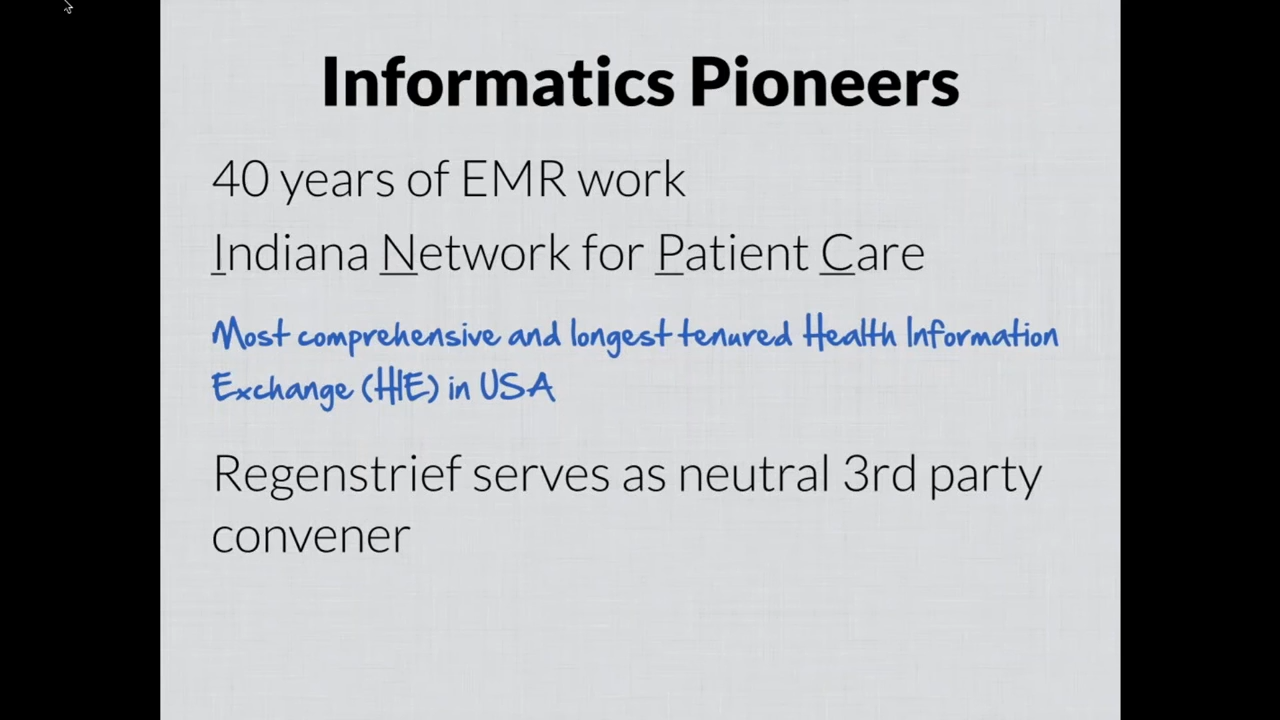 Informatics Pioneers
40 years of EMR work
Indiana Network for Patient Care
Most comprehensive and longest tenured Health Information
Exchange (HIE) in USA
Regenstrief serves as neutral 3rd party
convener